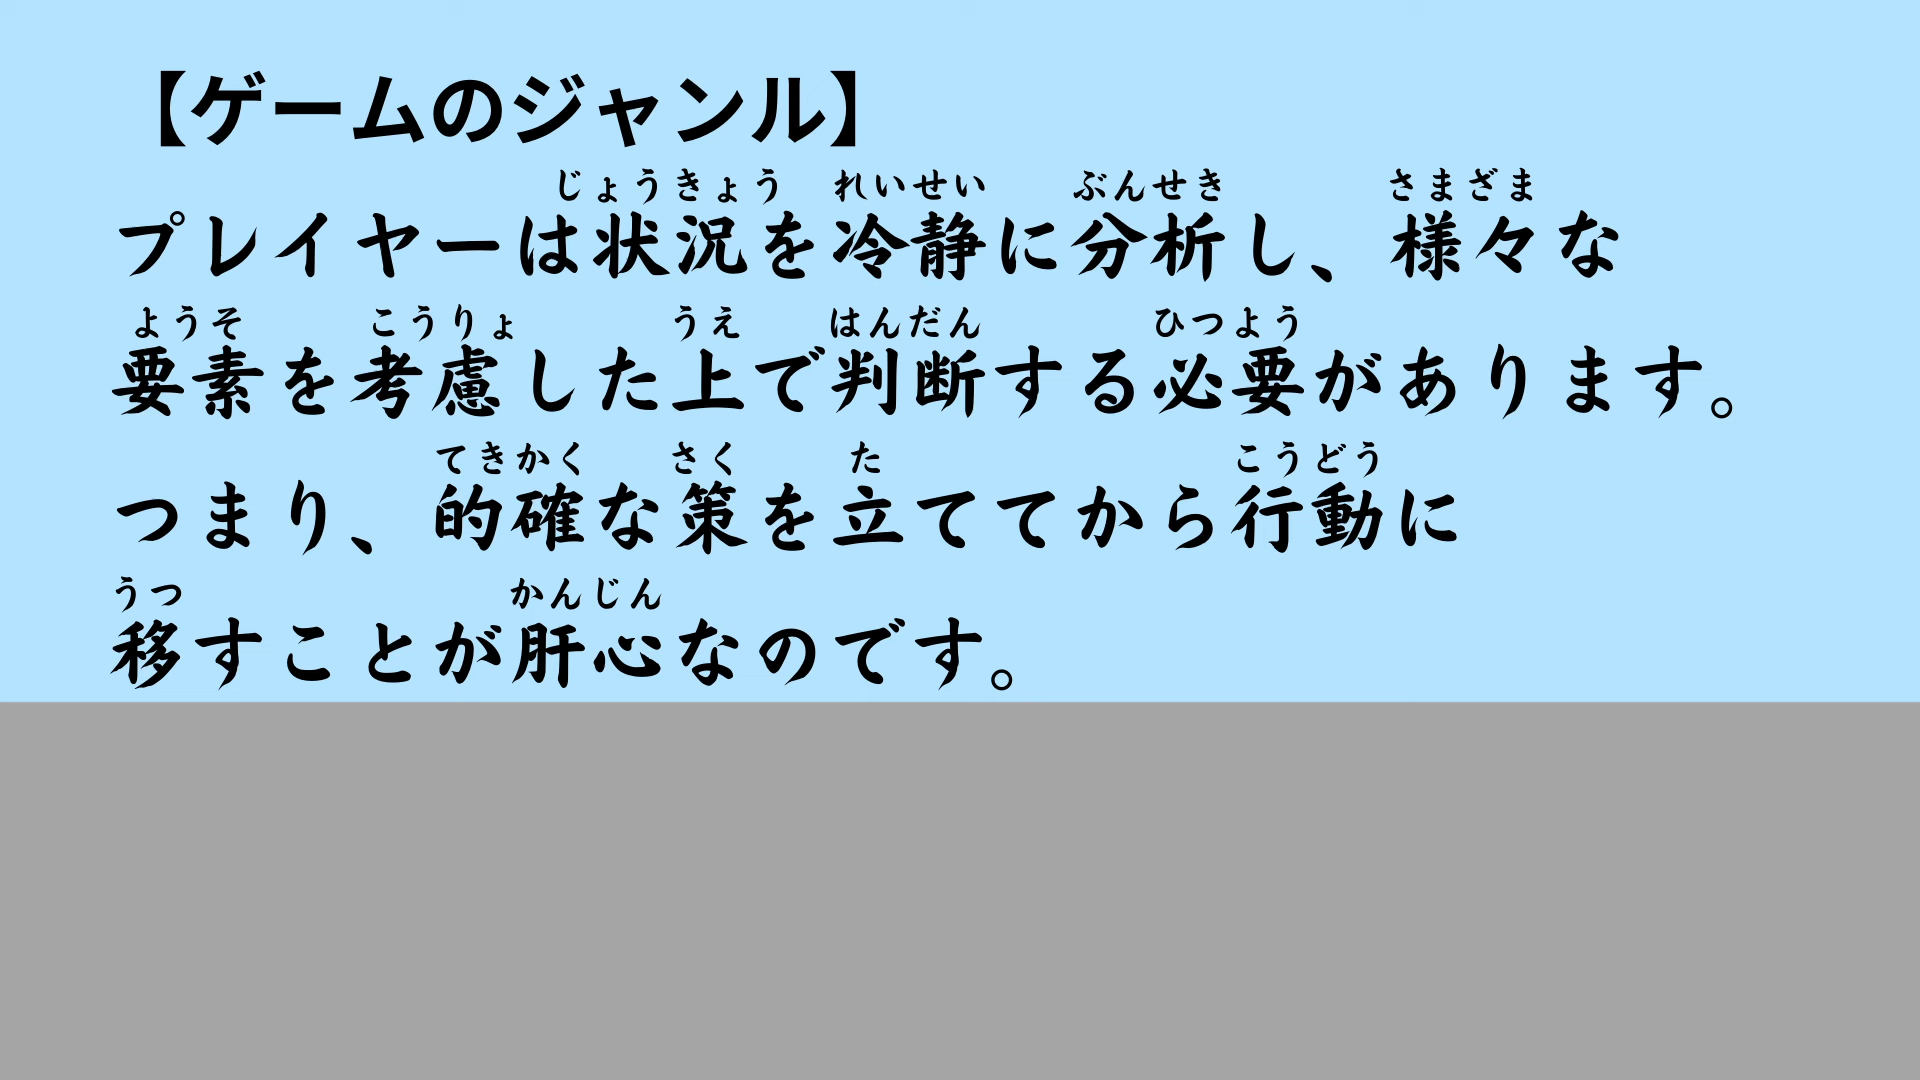 【ゲームのジャンル】
じょうきょう れいせい ぶんせき さまざま
プレイヤーは状況を冷静に分析し、様々な
ようそ こうりょ うえ はんだん ひつよう
要素を考慮した上で判断する必要があります。
てきかく さく た こうどう
つまり、的確な策を立ててから行動に
うつ かんじん
移すことが肝心なのです。